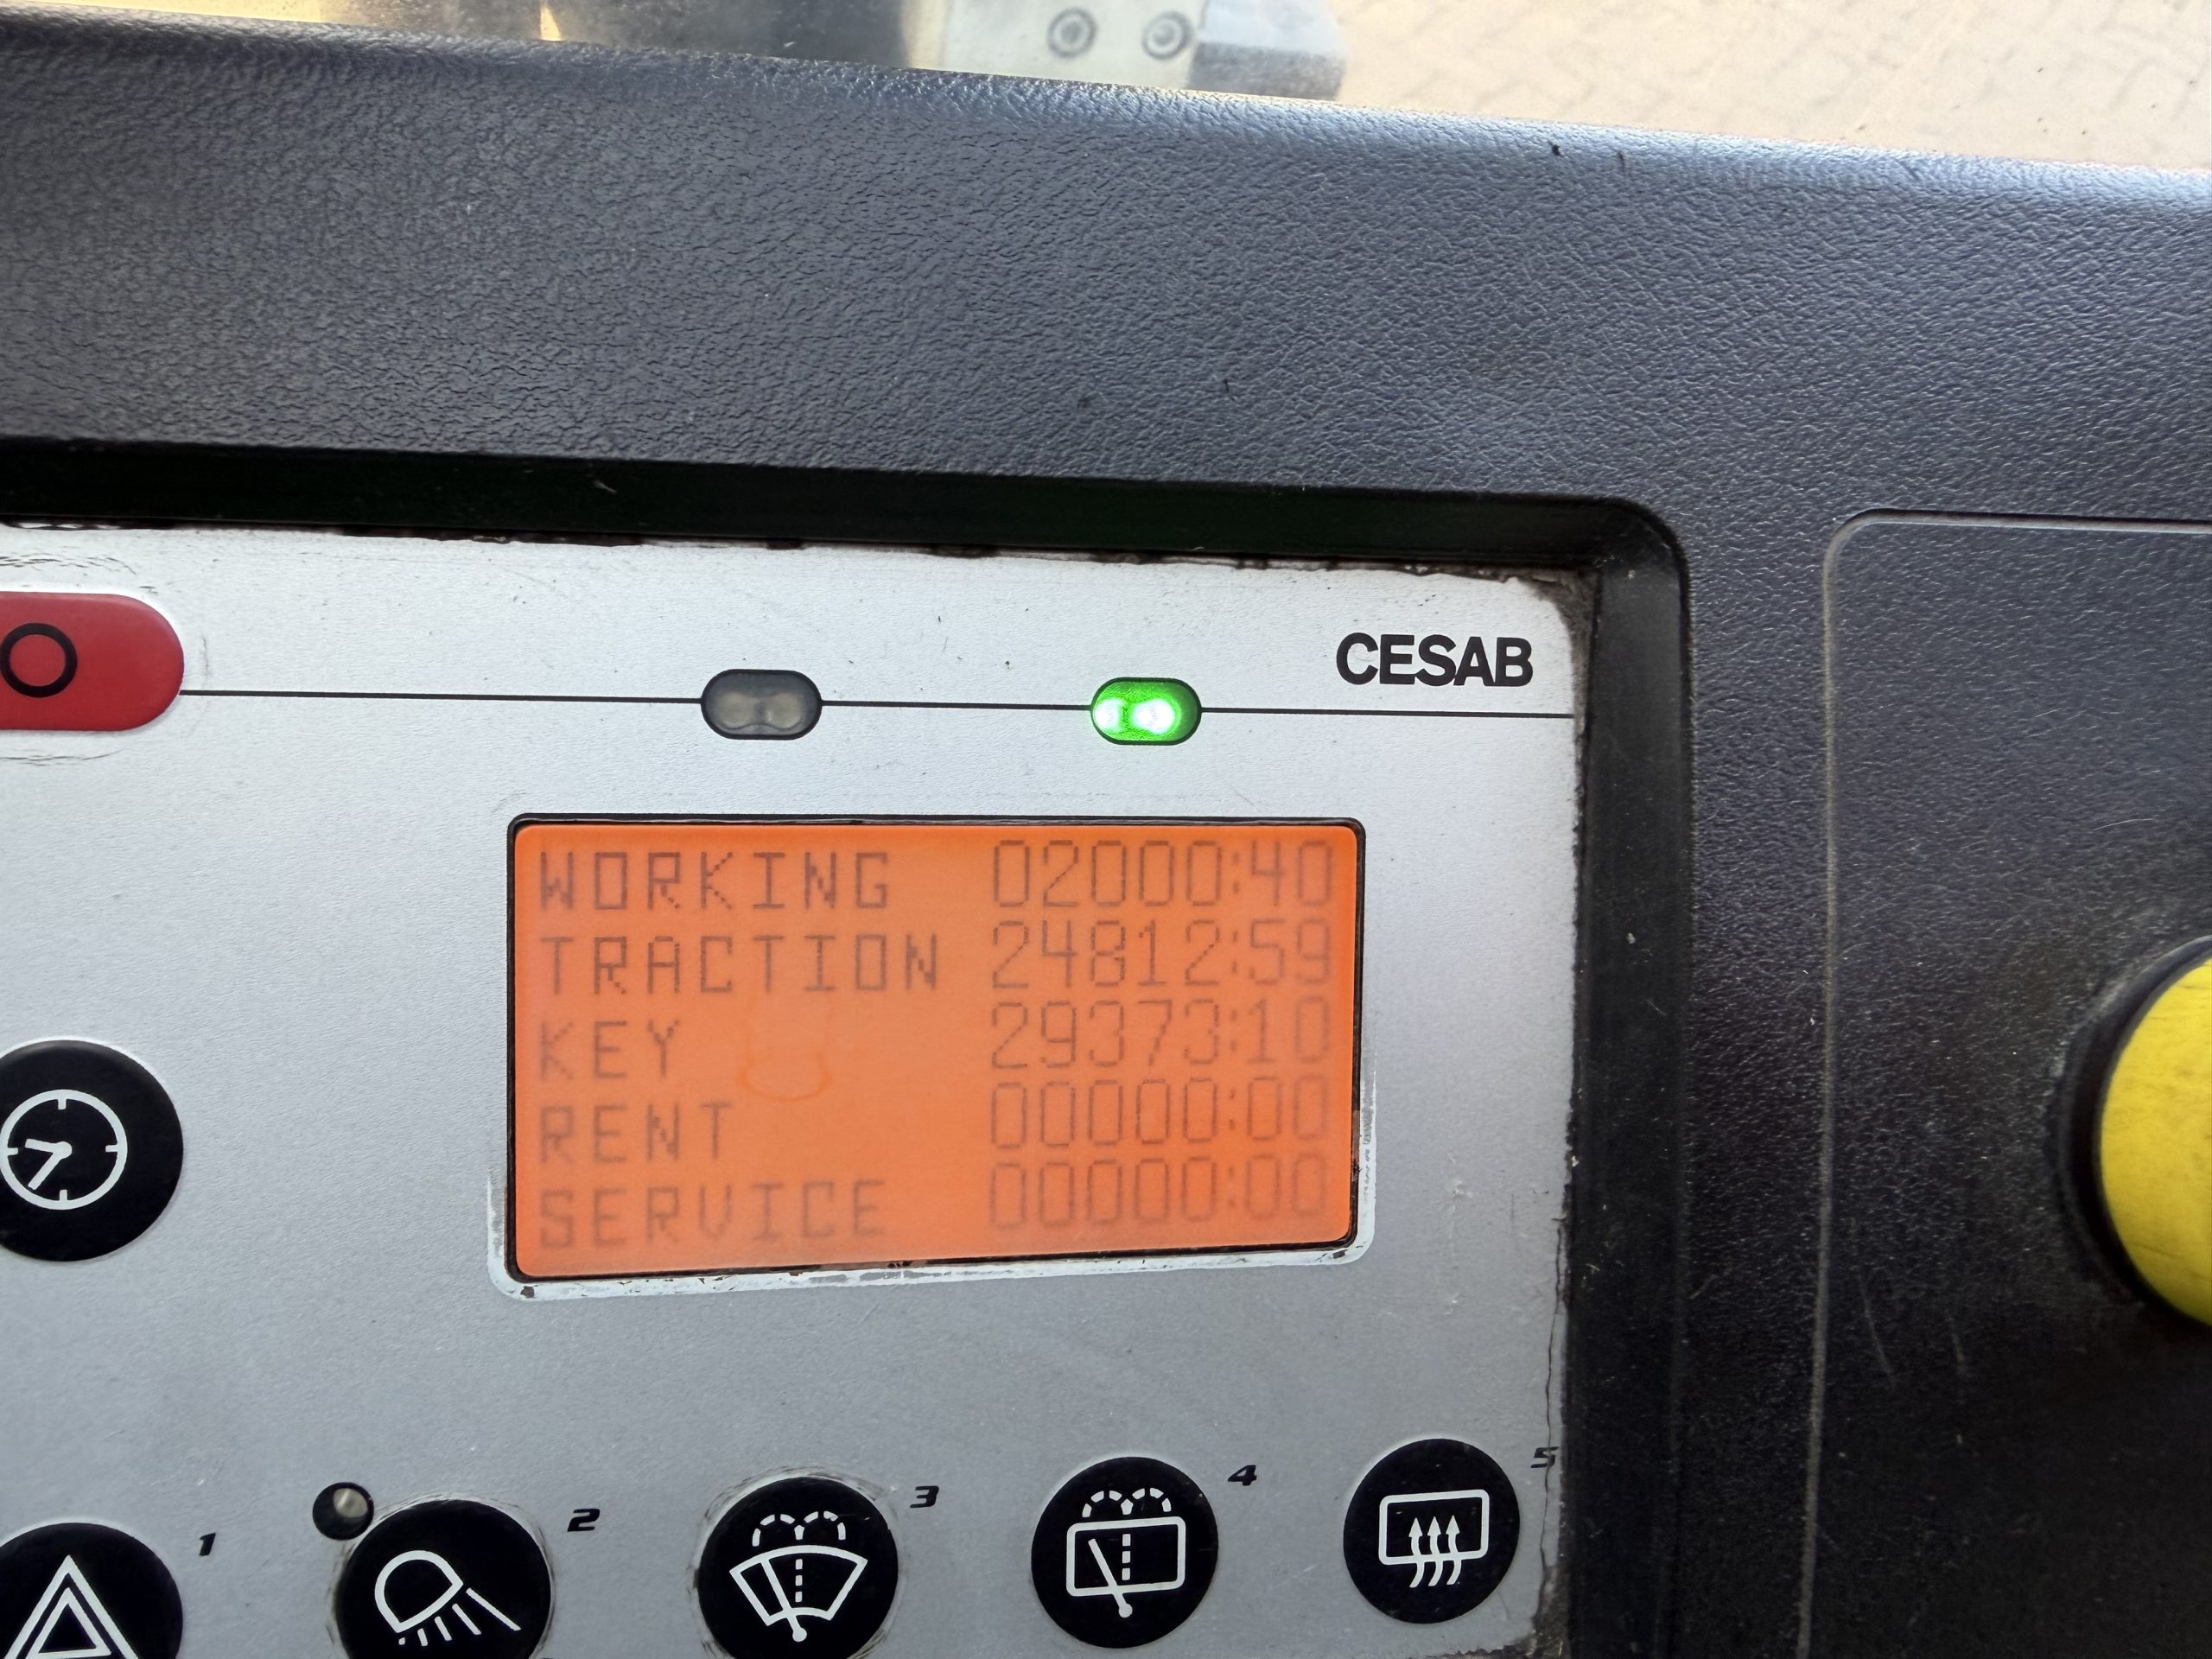 CESAB
WORKING 02000:40
TRACTION 24812:59
KEY 29373:10
RENT 00000:00
SERVICE 00000:00
1 2 3 4 5